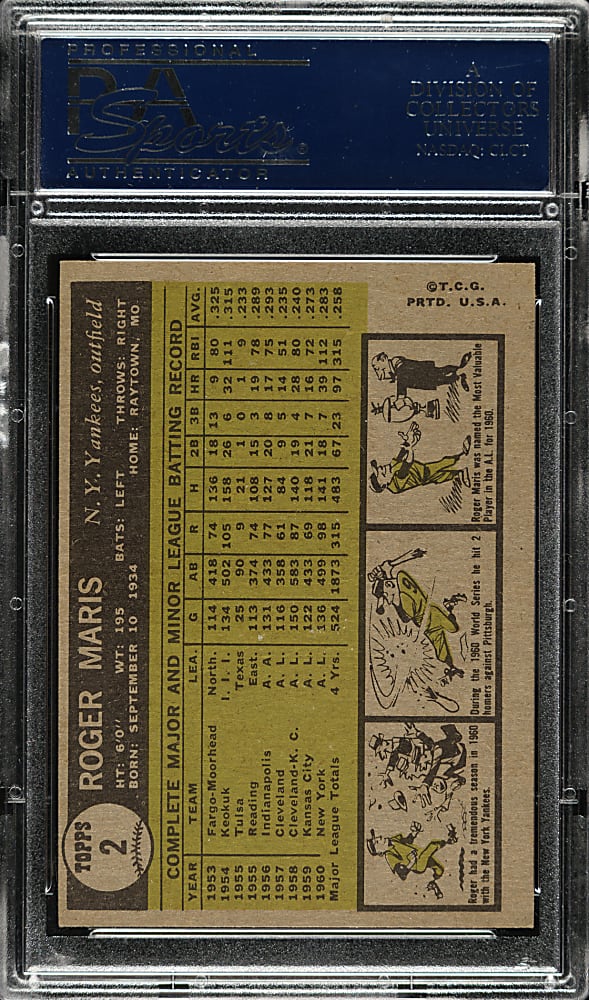 PROFESSIONAL
PSA
Sports®
AUTHENTICATOR
A
DIVISION OF
COLLECTORS
UNIVERSE
NASDAQ: CLCT
TOPPS
2
ROGER MARIS N. Y. Yankees, outfield
HT: 6'0" WT: 195 BATS: LEFT THROWS: RIGHT
BORN: SEPTEMBER 10 1934 HOME: RAYTOWN, MO.
COMPLETE MAJOR AND MINOR LEAGUE BATTING RECORD
YEAR TEAM LEA. G AB R H 2B 3B HR RBI AVG.
1953 Fargo-Moorhead North. 114 418 74 136 18 13 9 80 .325
1954 Keokuk I. I. I. 134 502 105 158 26 6 32 111 .315
1955 Tulsa Texas 25 90 9 21 1 0 1 9 .233
1955 Reading East. 113 374 74 108 15 3 19 78 .289
1956 Indianapolis A. A. 131 433 77 127 20 8 17 75 .293
1957 Cleveland A. L. 116 358 61 84 9 5 14 51 .235
1958 Cleveland-K. C. A. L. 150 583 87 140 19 4 28 80 .240
1959 Kansas City A. L. 122 433 69 118 21 7 16 72 .273
1960 New York A. L. 136 499 98 141 18 7 39 112 .283
Major League Totals 4 Yrs. 524 1873 315 483 67 23 97 315 .258
Roger had a tremendous season in 1960
with the New York Yankees.
During the 1960 World Series he hit 2
homers against Pittsburgh.
9
Roger Maris was named the Most Valuable
Player in the A.L. for 1960.
©T.C.G.
PRTD. U.S.A.